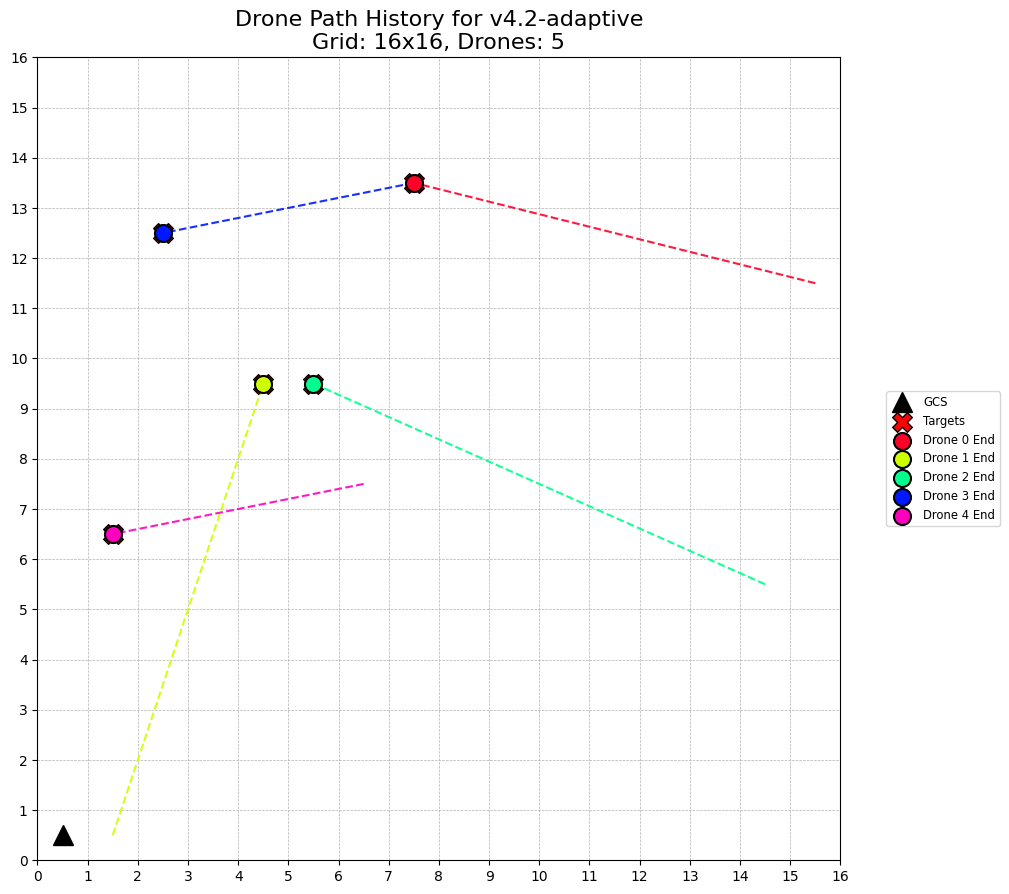 Drone Path History for v4.2-adaptive
Grid: 16x16, Drones: 5
16
15
14
13
12
11
10
9
8
7
6
5
4
3
2
1
0
0 1 2 3 4 5 6 7 8 9 10 11 12 13 14 15 16
GCS
Targets
Drone 0 End
Drone 1 End
Drone 2 End
Drone 3 End
Drone 4 End